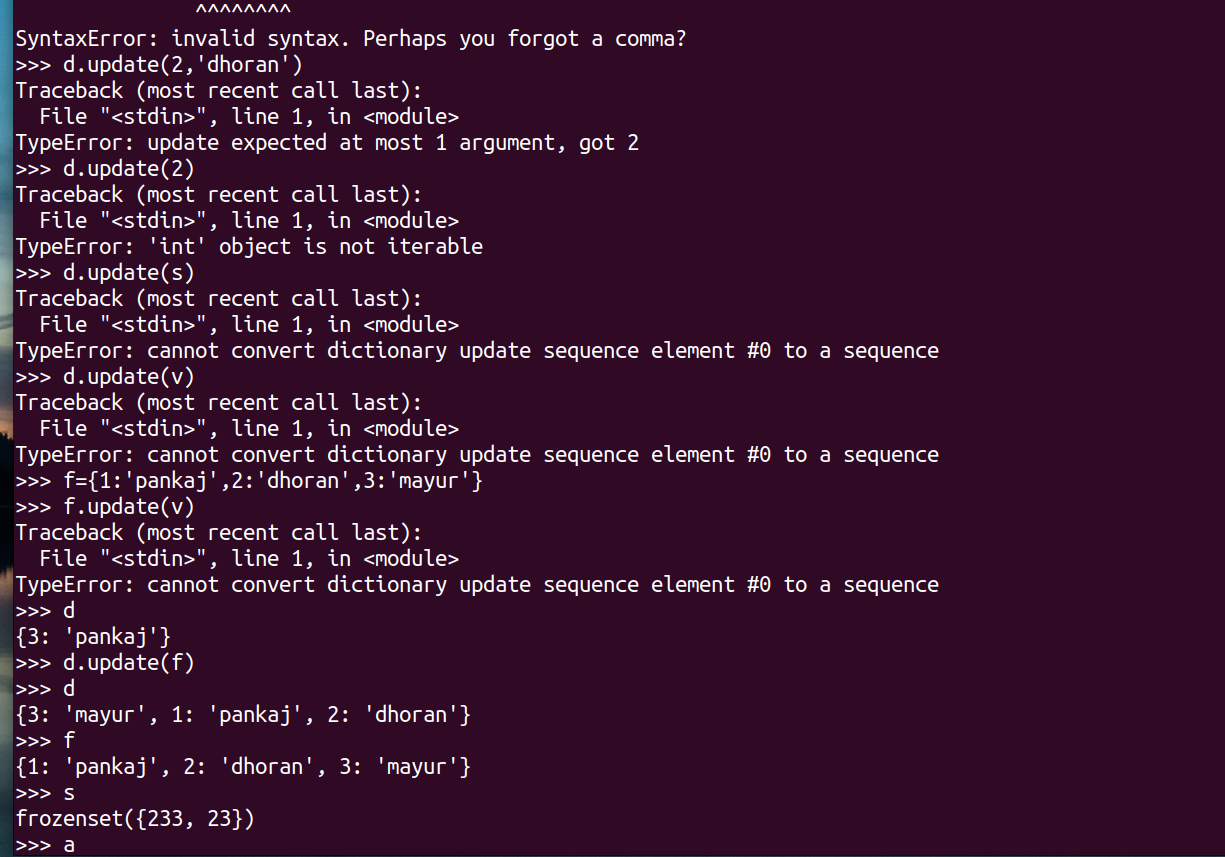 ^^^^^^^^
SyntaxError: invalid syntax. Perhaps you forgot a comma?
>>> d.update(2,'dhoran')
Traceback (most recent call last):
  File "<stdin>", line 1, in <module>
TypeError: update expected at most 1 argument, got 2
>>> d.update(2)
Traceback (most recent call last):
  File "<stdin>", line 1, in <module>
TypeError: 'int' object is not iterable
>>> d.update(s)
Traceback (most recent call last):
  File "<stdin>", line 1, in <module>
TypeError: cannot convert dictionary update sequence element #0 to a sequence
>>> d.update(v)
Traceback (most recent call last):
  File "<stdin>", line 1, in <module>
TypeError: cannot convert dictionary update sequence element #0 to a sequence
>>> f={1:'pankaj',2:'dhoran',3:'mayur'}
>>> f.update(v)
Traceback (most recent call last):
  File "<stdin>", line 1, in <module>
TypeError: cannot convert dictionary update sequence element #0 to a sequence
>>> d
{3: 'pankaj'}
>>> d.update(f)
>>> d
{3: 'mayur', 1: 'pankaj', 2: 'dhoran'}
>>> f
{1: 'pankaj', 2: 'dhoran', 3: 'mayur'}
>>> s
frozenset({233, 23})
>>> a